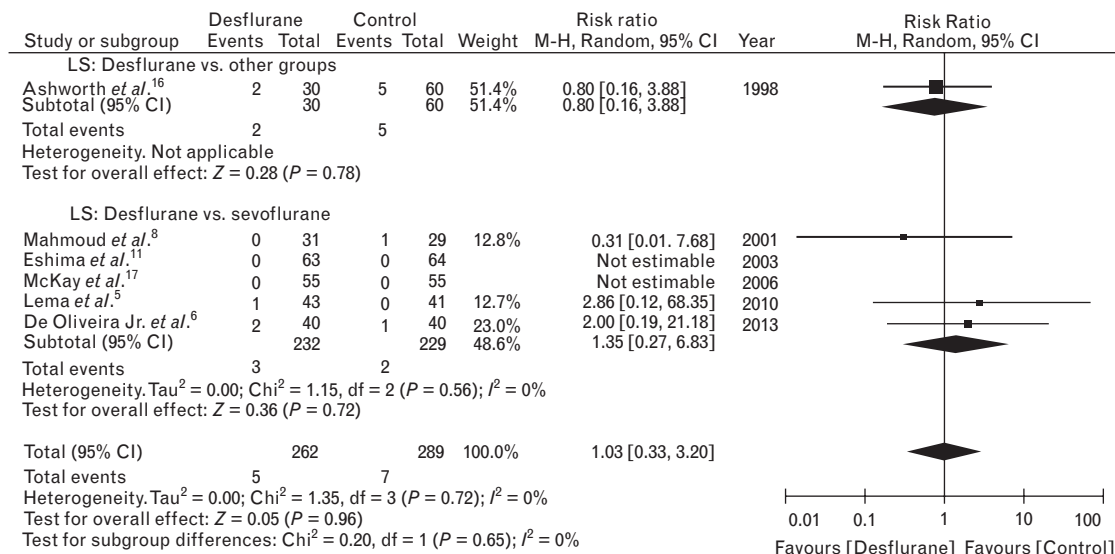 Desflurane Control Risk ratio Risk Ratio
Study or subgroup Events Total Events Total Weight M-H, Random, 95% CI Year M-H, Random, 95% CI
LS: Desflurane vs. other groups
Ashworth et al.16 2 30 5 60 51.4% 0.80 [0.16, 3.88] 1998
Subtotal (95% CI) 30 60 51.4% 0.80 [0.16, 3.88]
Total events 2 5
Heterogeneity. Not applicable
Test for overall effect: Z = 0.28 (P = 0.78)
LS: Desflurane vs. sevoflurane
Mahmoud et al.8 0 31 1 29 12.8% 0.31 [0.01. 7.68] 2001
Eshima et al.11 0 63 0 64 Not estimable 2003
McKay et al.17 0 55 0 55 Not estimable 2006
Lema et al.5 1 43 0 41 12.7% 2.86 [0.12, 68.35] 2010
De Oliveira Jr. et al.6 2 40 1 40 23.0% 2.00 [0.19, 21.18] 2013
Subtotal (95% CI) 232 229 48.6% 1.35 [0.27, 6.83]
Total events 3 2
Heterogeneity. Tau2 = 0.00; Chi2 = 1.15, df = 2 (P = 0.56); I2 = 0%
Test for overall effect: Z = 0.36 (P = 0.72)
Total (95% CI) 262 289 100.0% 1.03 [0.33, 3.20]
Total events 5 7
Heterogeneity. Tau2 = 0.00; Chi2 = 1.35, df = 3 (P = 0.72); I2 = 0%
Test for overall effect: Z = 0.05 (P = 0.96)
Test for subgroup differences: Chi2 = 0.20, df = 1 (P = 0.65); I2 = 0%
0.01 0.1 1 10 100
Favours [Desflurane] Favours [Control]